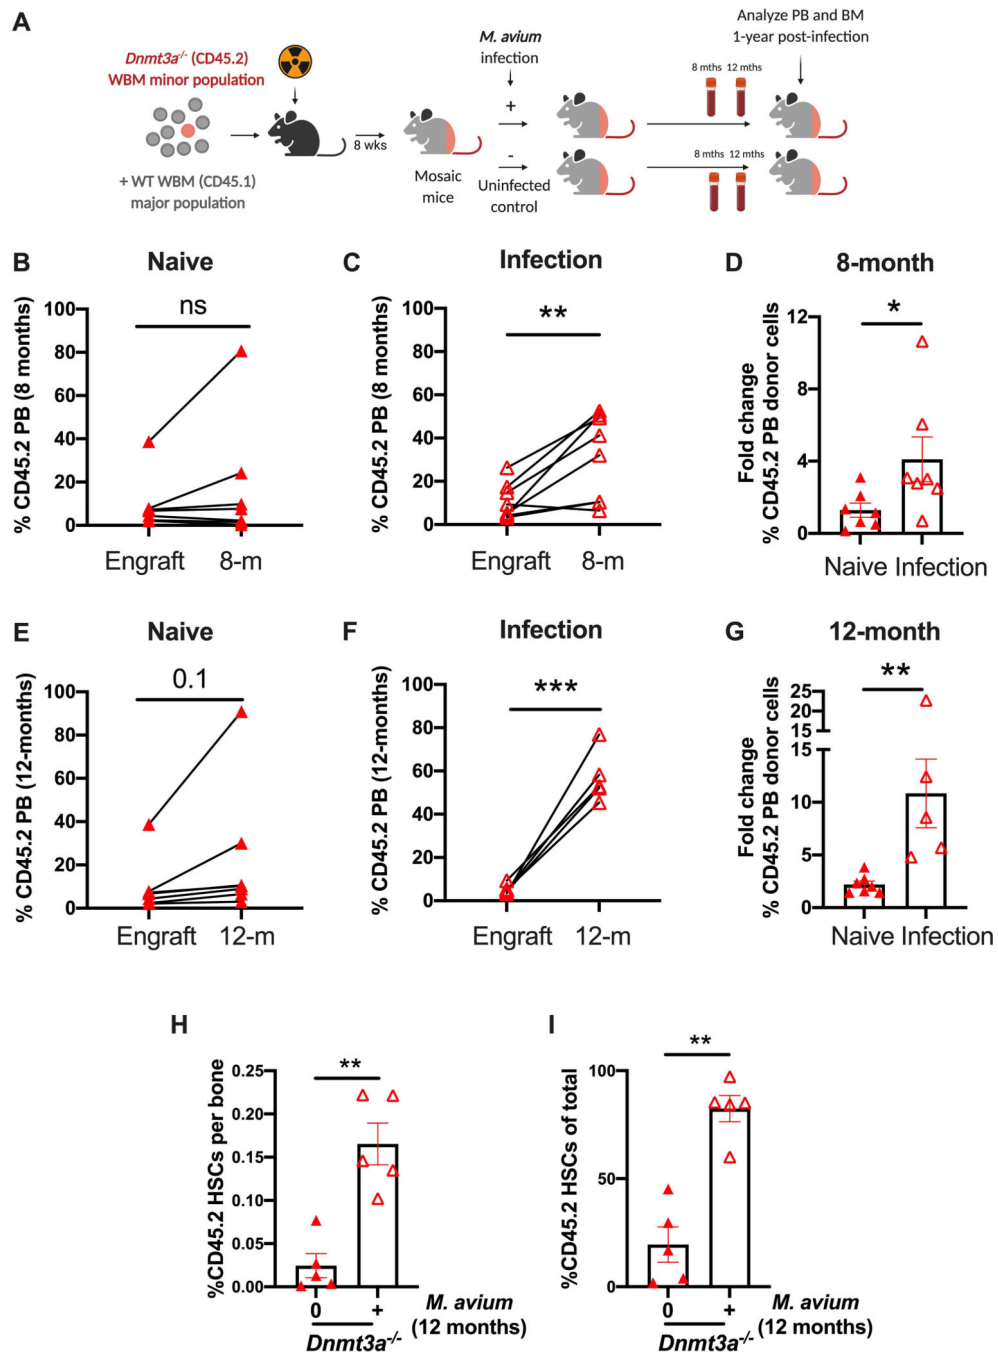 A
Dnmt3a-/- (CD45.2)
WBM minor population
+ WT WBM (CD45.1)
major population
8 wks
Mosaic
mice
M. avium
infection
+
-
Uninfected
control
8 mths 12 mths
8 mths 12 mths
Analyze PB and BM
1-year post-infection
B
Naive
% CD45.2 PB (8 months)
100
80
60
40
20
0
ns
Engraft 8-m
C
Infection
% CD45.2 PB (8 months)
100
80
60
40
20
0
**
Engraft 8-m
D
8-month
Fold change
% CD45.2 PB donor cells
12
8
4
0
*
Naive Infection
E
Naive
% CD45.2 PB (12-months)
100
80
60
40
20
0
0.1
Engraft 12-m
F
Infection
% CD45.2 PB (12-months)
100
80
60
40
20
0
***
Engraft 12-m
G
12-month
Fold change
% CD45.2 PB donor cells
25
20
15
15
10
5
0
**
Naive Infection
H
%CD45.2 HSCs per bone
0.25
0.20
0.15
0.10
0.05
0.00
**
0 + M. avium
(12 months)
Dnmt3a-/-
I
%CD45.2 HSCs of total
100
50
0
**
0 + M. avium
(12 months)
Dnmt3a-/-